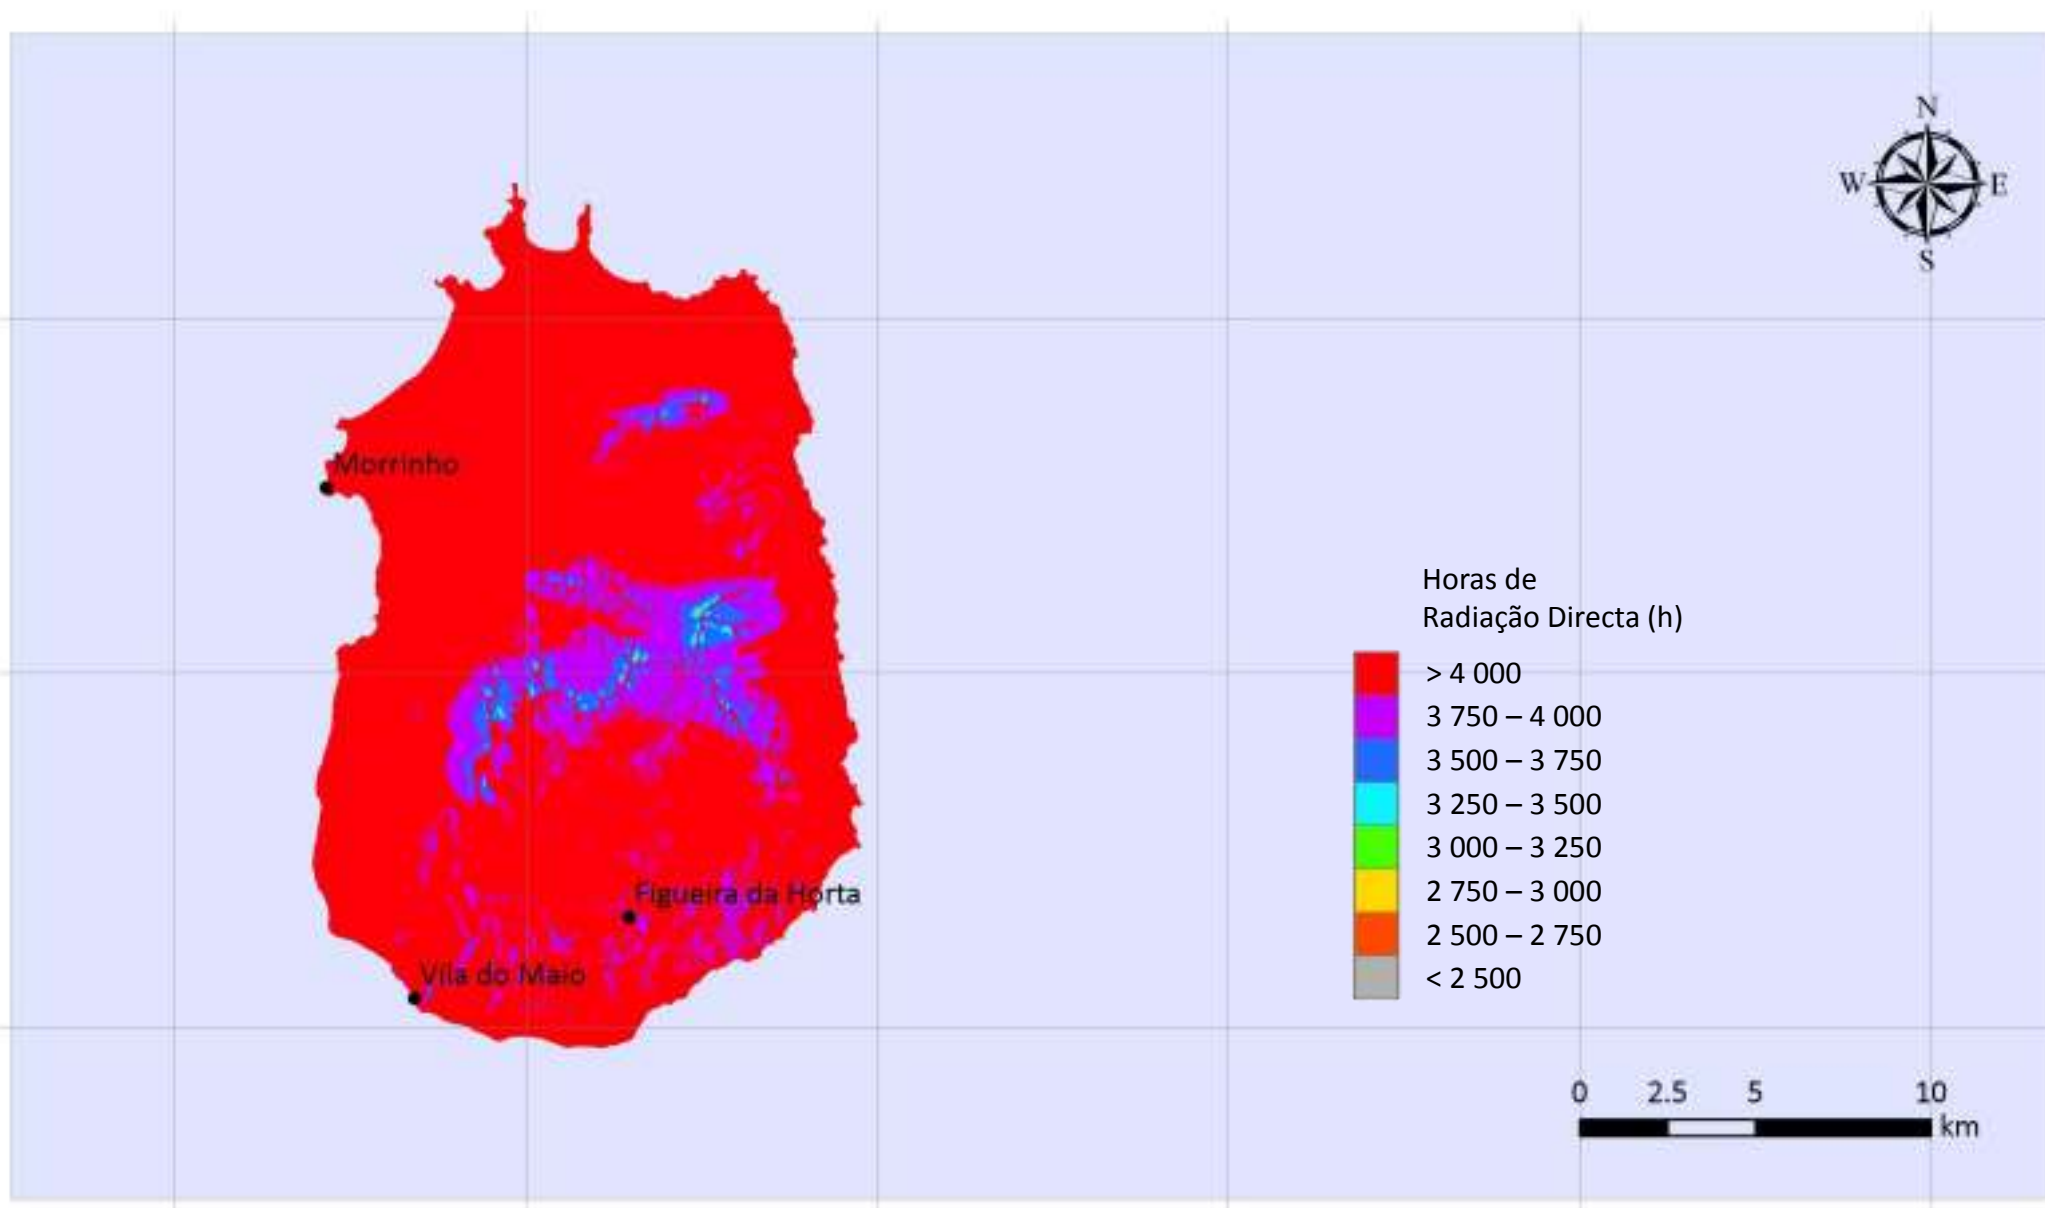 N
W
E
S
Morrinho
Figueira da Horta
Vila do Maio
Horas de
Radiação Directa (h)
> 4 000
3 750 – 4 000
3 500 – 3 750
3 250 – 3 500
3 000 – 3 250
2 750 – 3 000
2 500 – 2 750
< 2 500
0 2.5 5 10
km